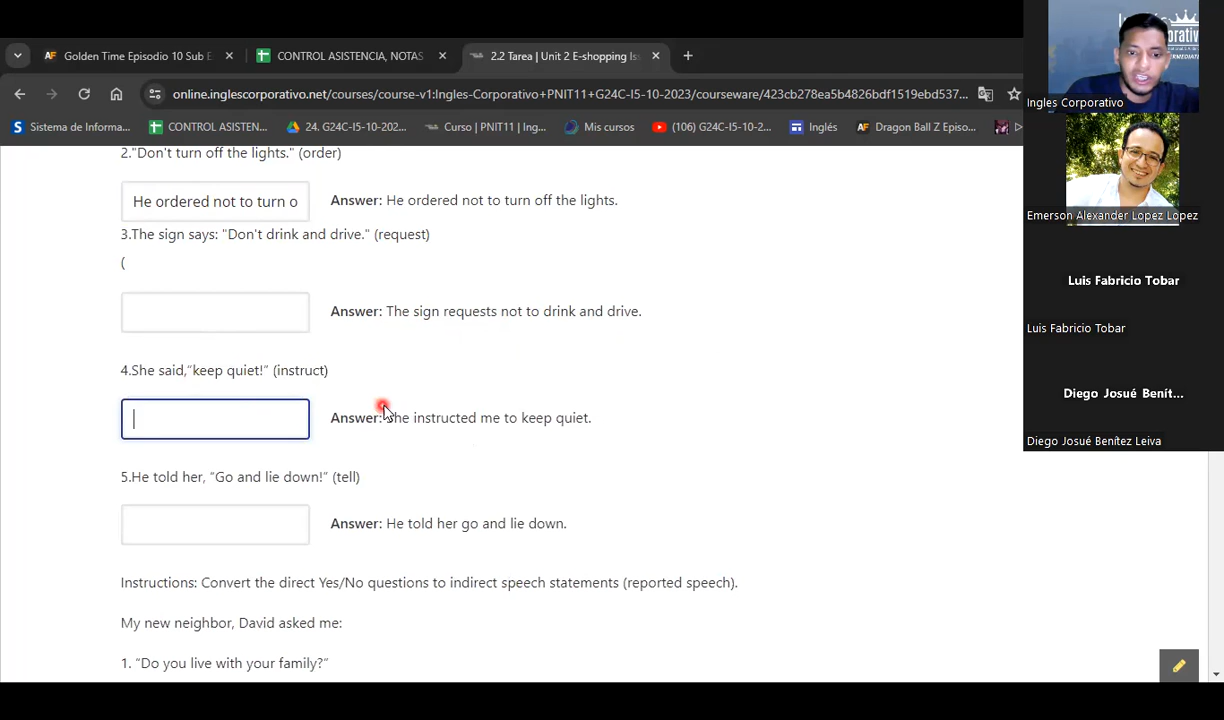 Golden Time Episodio 10 Sub E
CONTROL ASISTENCIA, NOTAS
2.2 Tarea | Unit 2 E-shopping Iss
online.inglescorporativo.net/courses/course-v1:Ingles-Corporativo+PNIT11+G24C-I5-10-2023/courseware/423cb278ea5b4826bdf1519ebd537...
Sistema de Informa...
CONTROL ASISTEN...
24. G24C-I5-10-202...
Curso | PNIT11 | Ing...
Mis cursos
(106) G24C-I5-10-2...
Inglés
Dragon Ball Z Episo...
2."Don't turn off the lights." (order)
He ordered not to turn o
Answer: He ordered not to turn off the lights.
3.The sign says: "Don't drink and drive." (request)
(
Answer: The sign requests not to drink and drive.
4.She said,“keep quiet!” (instruct)
Answer: She instructed me to keep quiet.
5.He told her, “Go and lie down!” (tell)
Answer: He told her go and lie down.
Instructions: Convert the direct Yes/No questions to indirect speech statements (reported speech).
My new neighbor, David asked me:
1. “Do you live with your family?”
Ingles Corporativo
Emerson Alexander Lopez Lopez
Luis Fabricio Tobar
Luis Fabricio Tobar
Diego Josué Benít...
Diego Josué Benítez Leiva